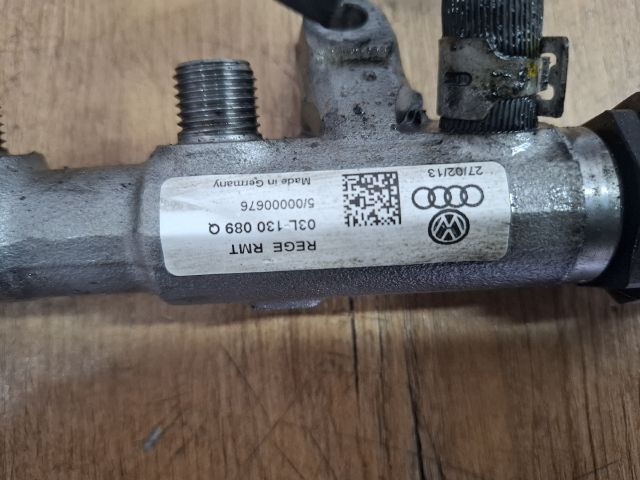 REGE RMT
03L 130 089 Q
5/00000676
Made in Germany
27/02/13